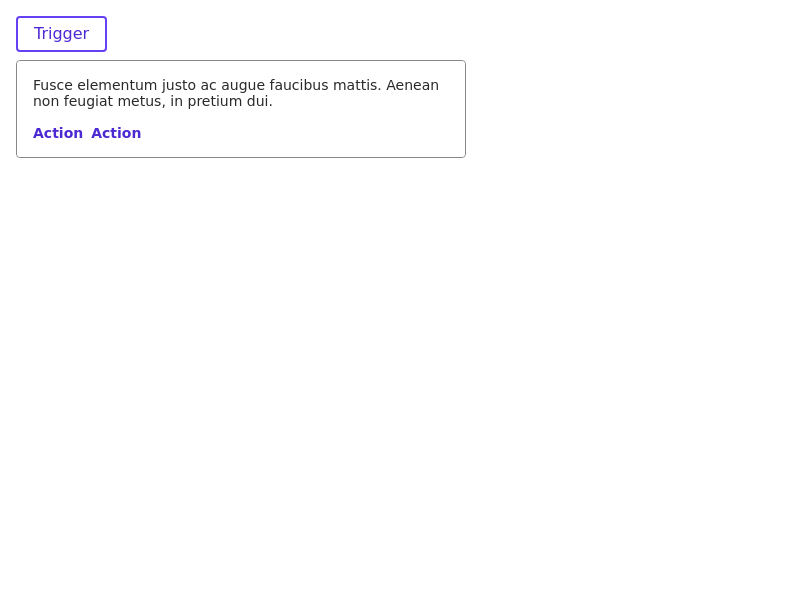 Trigger
Fusce elementum justo ac augue faucibus mattis. Aenean
non feugiat metus, in pretium dui.
Action Action